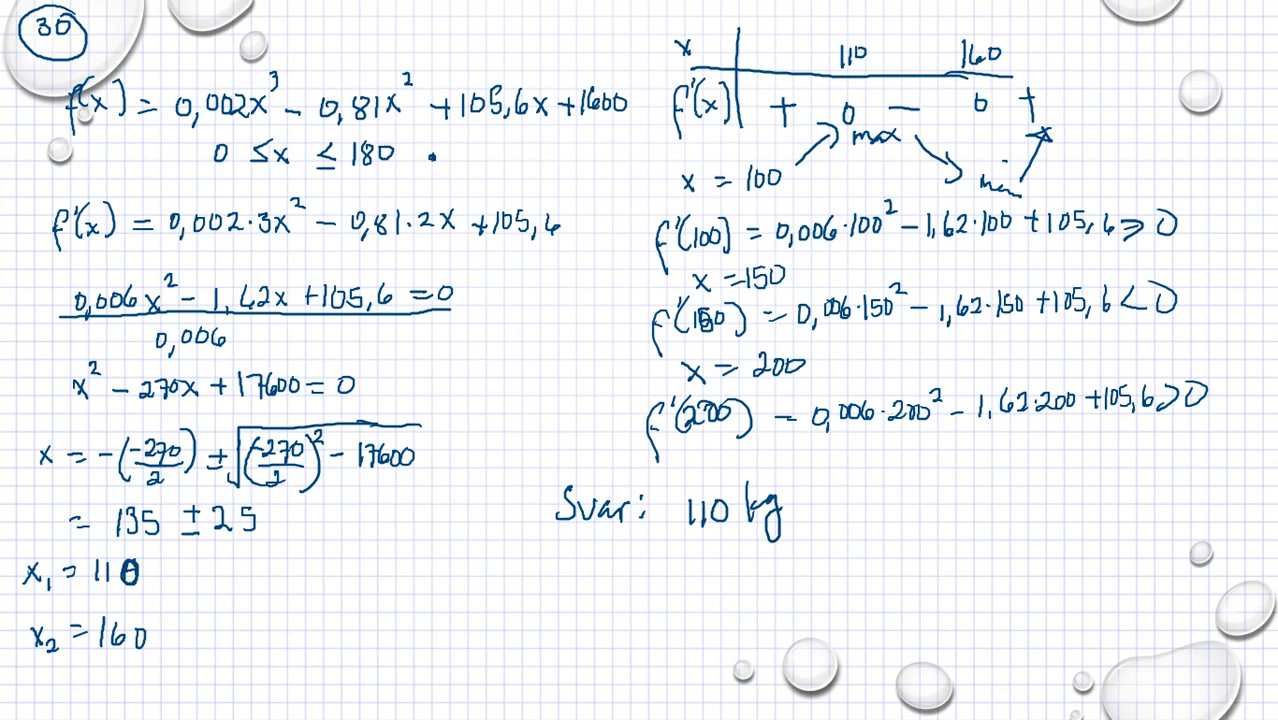 30
f(x) = 0,002x³ - 0,81x² + 105,6x + 1600
0 ≤ x ≤ 180 .
f'(x) = 0,002·3x² - 0,81·2x + 105,6
0,006x² - 1,62x + 105,6 = 0
0,006
x² - 270x + 17600 = 0
x = -(-270/2) ± √((-270/2)² - 17600)
= 135 ± 25
x₁ = 110
x₂ = 160
x 110 160
f'(x) + 0 - 0 +
max
min
x = 100
f'(100) = 0,006·100² - 1,62·100 + 105,6 > 0
x = 150
f'(150) = 0,006·150² - 1,62·150 + 105,6 < 0
x = 200
f'(200) = 0,006·200² - 1,62·200 + 105,6 > 0
Svar: 110 kg